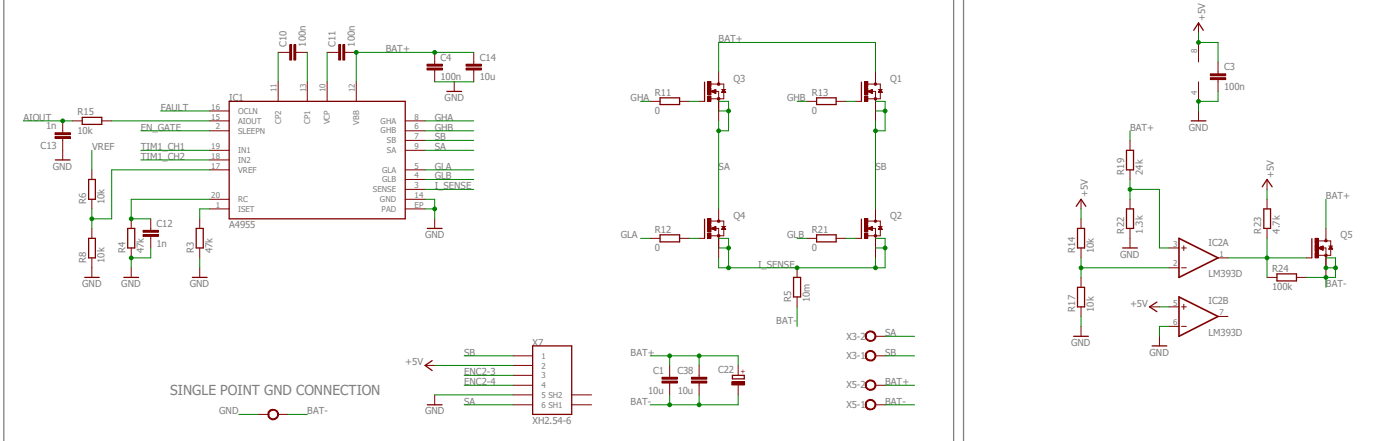 C10
100n
C11
100n
BAT+
C4
100n
C14
10u
GND
11
13
10
12
IC1
CP2
CP1
VCP
VBB
AIOUT
1n
C13
GND
R15
10k
FAULT
16
OCLN
15
AIOUT
EN_GATE
2
SLEEPN
TIM1_CH1
19
IN1
TIM1_CH2
18
IN2
VREF
17
VREF
R6
10k
R8
10k
GND
20
RC
1
ISET
A4955
R4
47k
GND
C12
1n
R3
47k
GND
GHA
8
GHA
GHB
6
GHB
SB
7
SB
SA
9
SA
GLA
5
GLA
GLB
4
GLB
SENSE
3
I_SENSE
GND
14
PAD
EP
GND
BAT+
GHA
R11
0
Q3
GHB
R13
0
Q1
SA
SB
GLA
R12
0
Q4
GLB
R21
0
Q2
I_SENSE
R5
10m
BAT-
SINGLE POINT GND CONNECTION
GND
BAT-
X7
SB
1
+5V
2
ENC2-3
3
ENC2-4
4
GND
5 SH2
SA
6 SH1
XH2.54-6
BAT+
C1
10u
C38
10u
C22
+
BAT-
X3-2
SA
X3-1
SB
X5-2
BAT+
X5-1
BAT-
+5V
8
C3
100n
4
GND
BAT+
R19
24k
R22
1.3k
GND
+5V
R14
10k
R17
10k
GND
3
+
2
-
IC2A
1
LM393D
+5V
5
+
6
-
IC2B
7
LM393D
GND
+5V
R23
4.7k
R24
100k
BAT+
Q5
BAT-